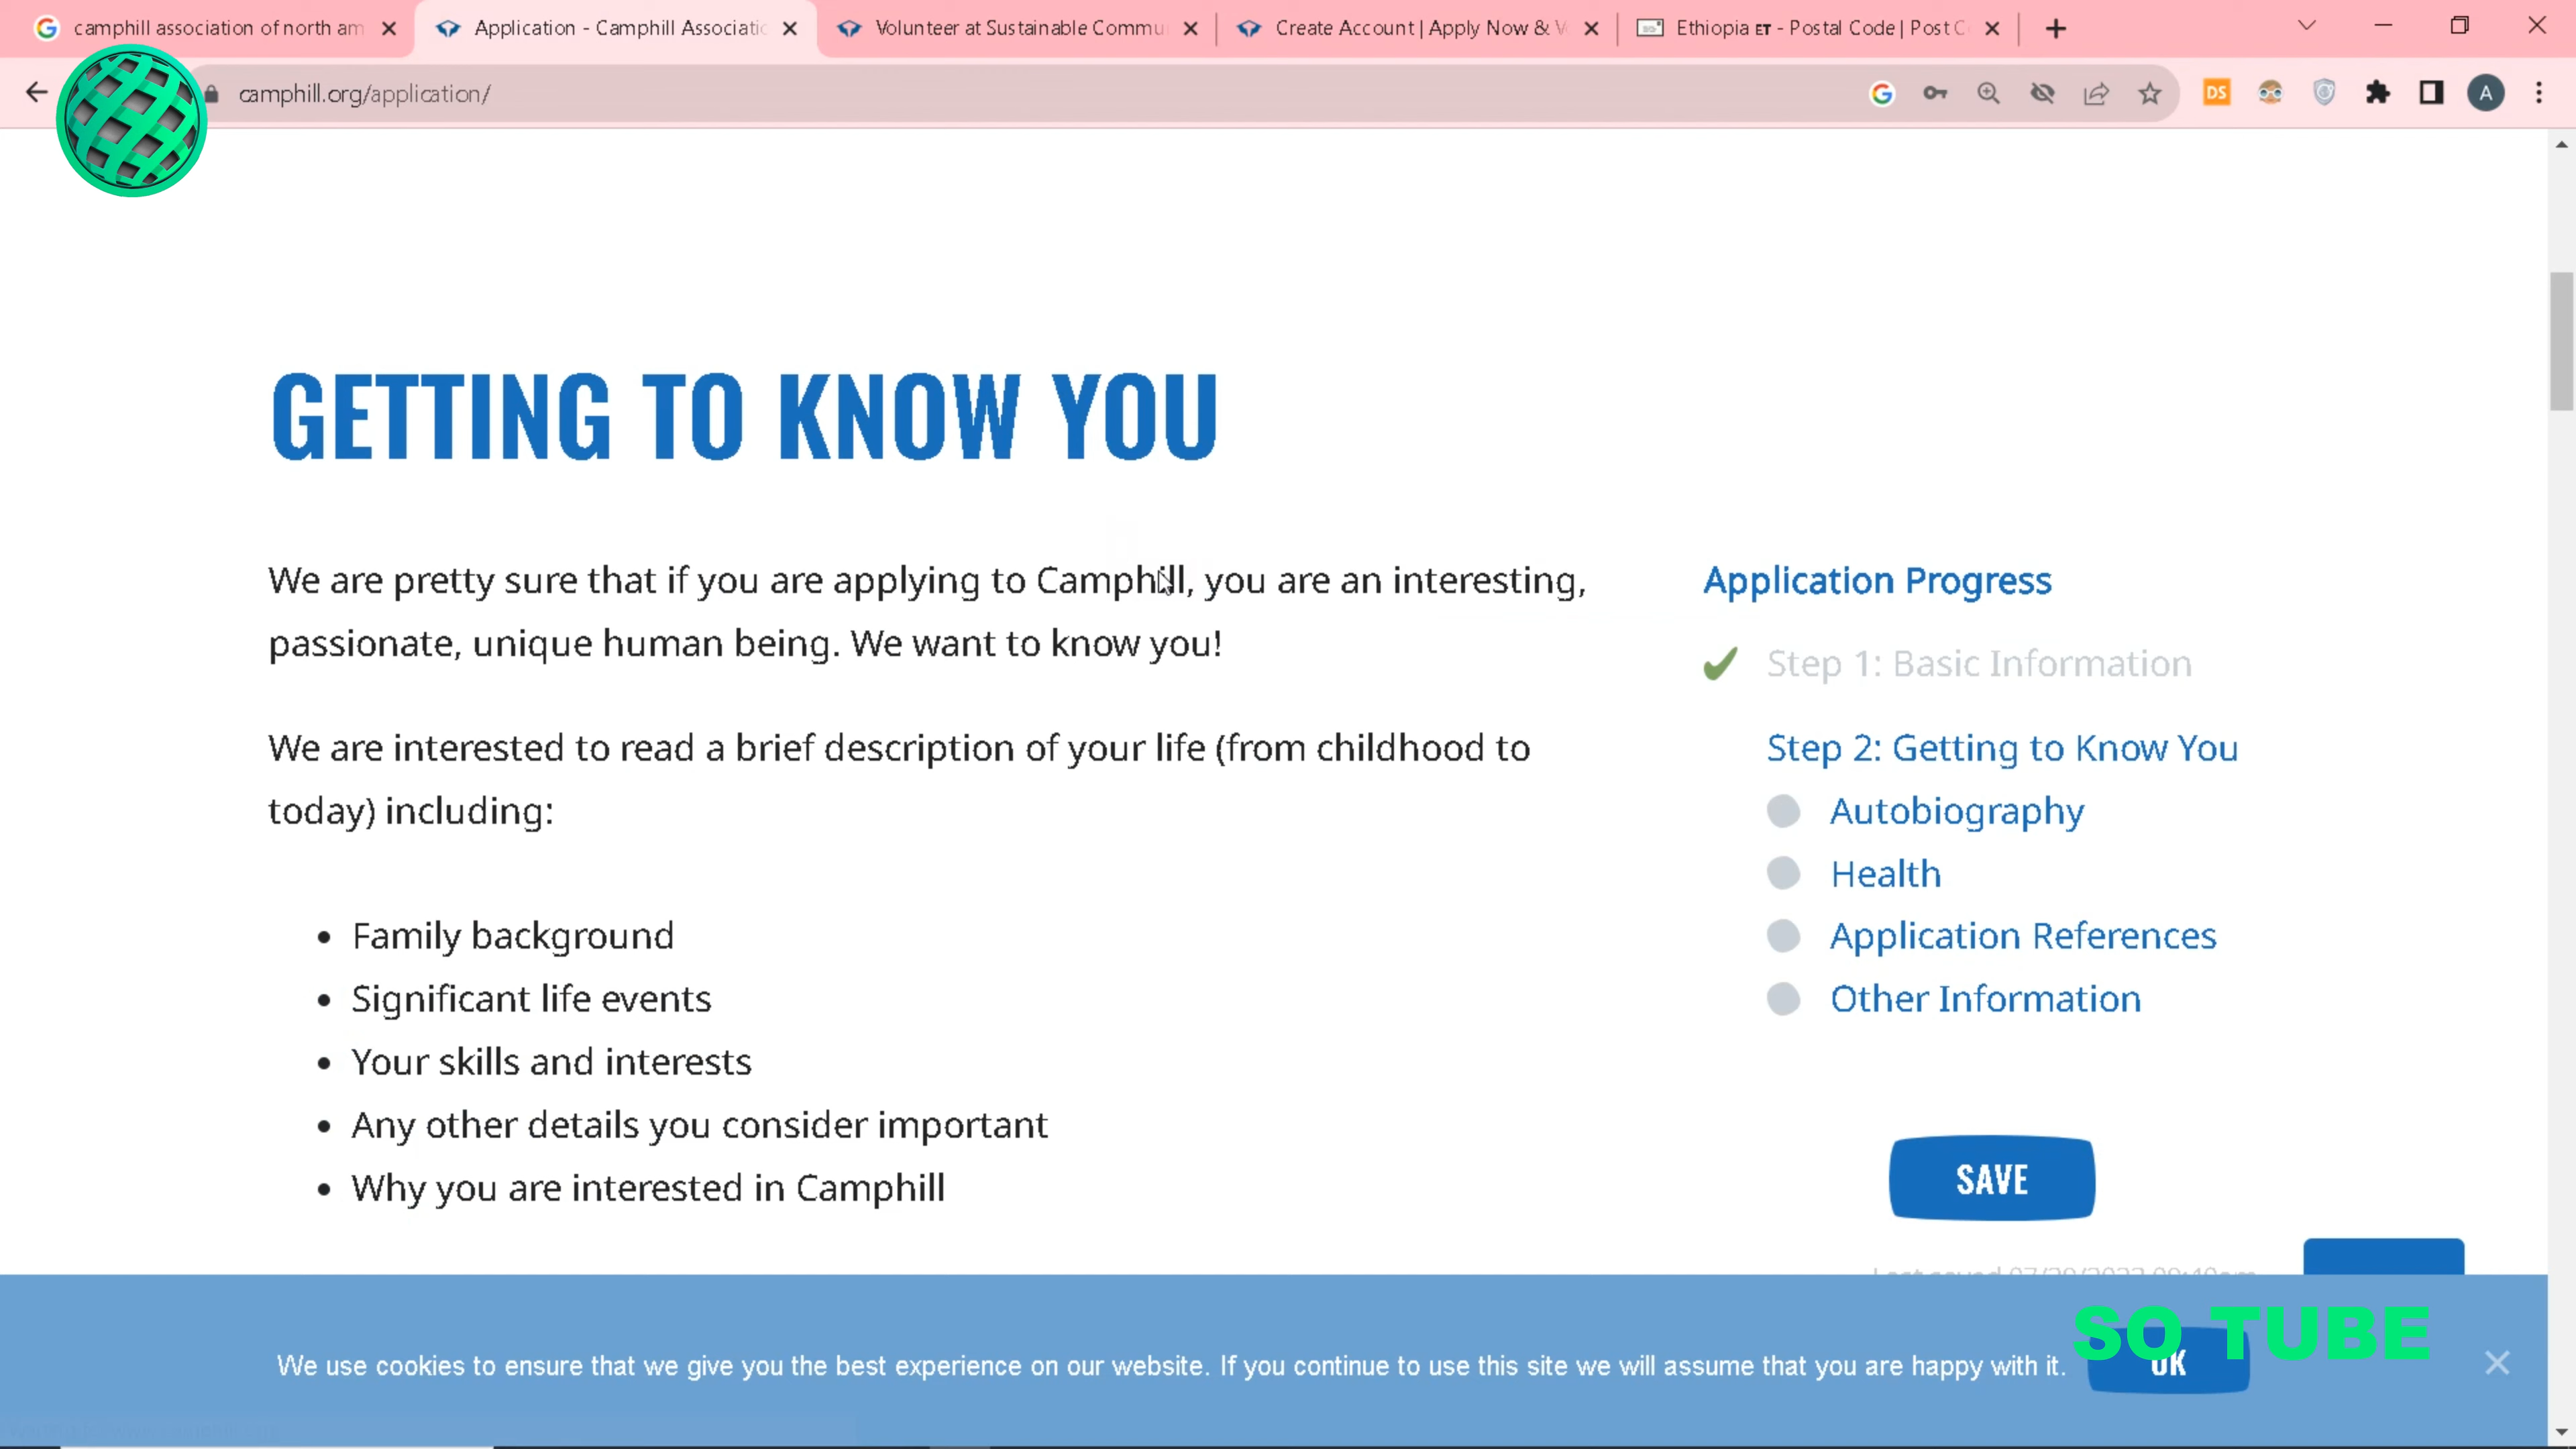 camphill association of north am
Application - Camphill Associatio
Volunteer at Sustainable Commu
Create Account | Apply Now & V
Ethiopia ET - Postal Code | Post C
camphill.org/application/
DS
A
GETTING TO KNOW YOU
We are pretty sure that if you are applying to Camphill, you are an interesting,
passionate, unique human being. We want to know you!
We are interested to read a brief description of your life (from childhood to
today) including:
• Family background
• Significant life events
• Your skills and interests
• Any other details you consider important
• Why you are interested in Camphill
Application Progress
Step 1: Basic Information
Step 2: Getting to Know You
Autobiography
Health
Application References
Other Information
SAVE
Last saved
We use cookies to ensure that we give you the best experience on our website. If you continue to use this site we will assume that you are happy with it.
OK
SO TUBE